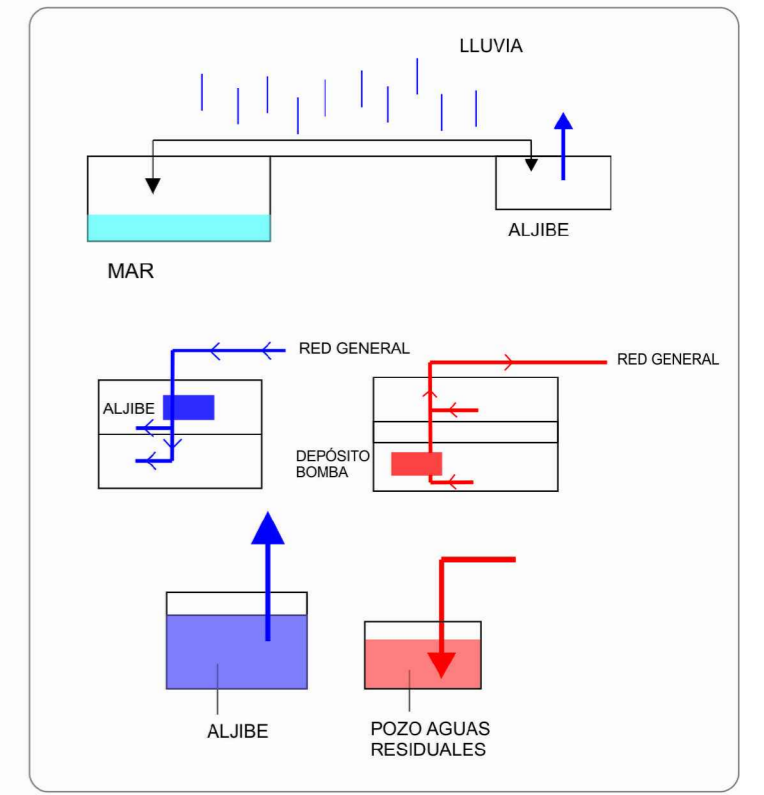 LLUVIA
ALJIBE
MAR
RED GENERAL
RED GENERAL
ALJIBE
DEPÓSITO
BOMBA
ALJIBE
POZO AGUAS
RESIDUALES